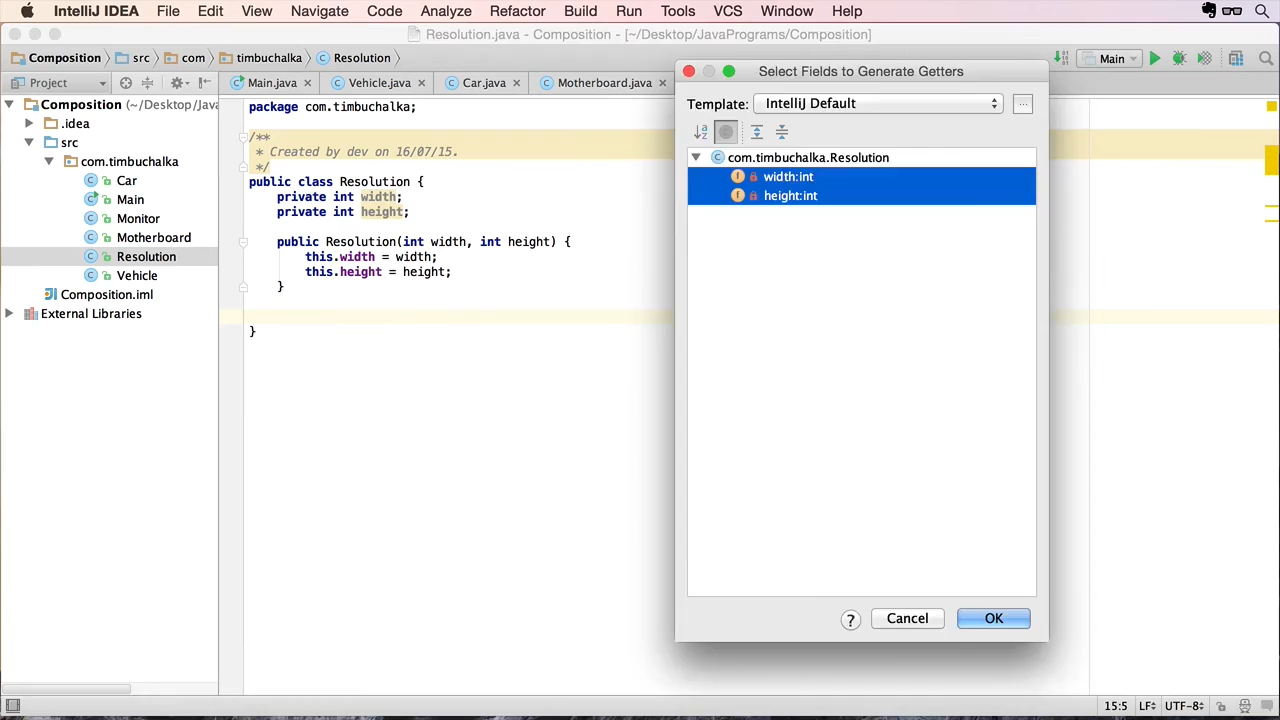 IntelliJ IDEA File Edit View Navigate Code Analyze Refactor Build Run Tools VCS Window Help
Resolution.java - Composition - [~/Desktop/JavaPrograms/Composition]
Composition src com timbuchalka Resolution Main
Project Main.java Vehicle.java Car.java Motherboard.java
Composition (~/Desktop/Java
.idea
src
com.timbuchalka
Car
Main
Monitor
Motherboard
Resolution
Vehicle
Composition.iml
External Libraries
package com.timbuchalka;
/**
* Created by dev on 16/07/15.
*/
public class Resolution {
private int width;
private int height;
public Resolution(int width, int height) {
this.width = width;
this.height = height;
}
}
Select Fields to Generate Getters
Template: IntelliJ Default ...
com.timbuchalka.Resolution
width:int
height:int
? Cancel OK
15:5 LF UTF-8